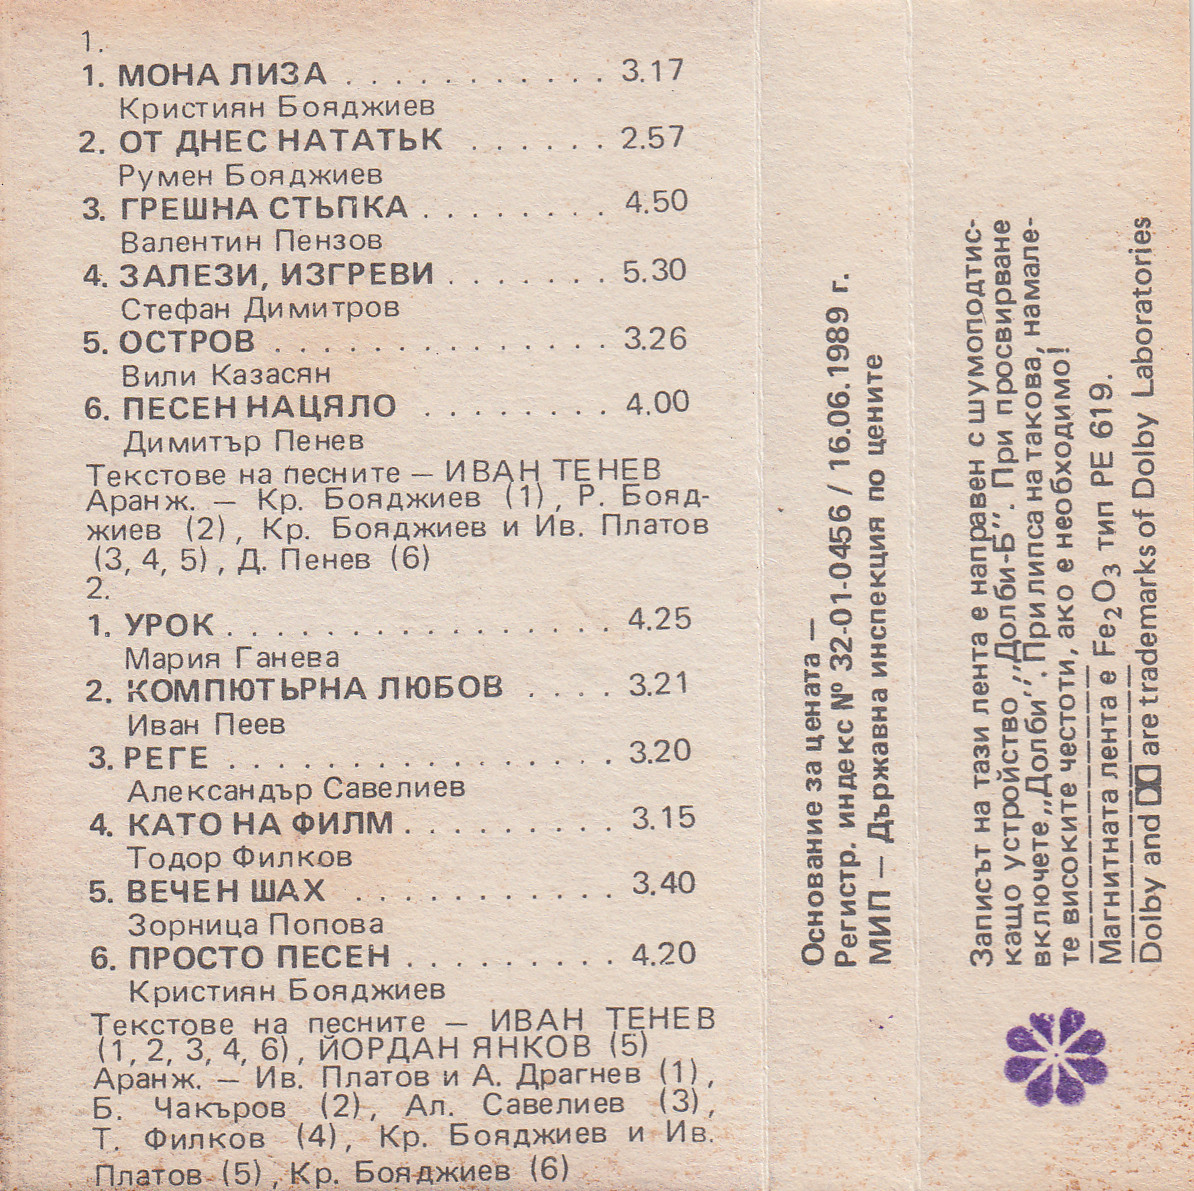 1.
1. МОНА ЛИЗА . . . . . . . . . . . . 3.17
Кристиян Бояджиев
2. ОТ ДНЕС НАТАТЪК . . . . . . 2.57
Румен Бояджиев
3. ГРЕШНА СТЪПКА . . . . . . . . 4.50
Валентин Пензов
4. ЗАЛЕЗИ, ИЗГРЕВИ . . . . . . . 5.30
Стефан Димитров
5. ОСТРОВ . . . . . . . . . . . . . . 3.26
Вили Казасян
6. ПЕСЕН НАЦЯЛО . . . . . . . . 4.00
Димитър Пенев
Текстове на песните — ИВАН ТЕНЕВ
Аранж. — Кр. Бояджиев (1), Р. Бояд-
жиев (2), Кр. Бояджиев и Ив. Платов
(3, 4, 5), Д. Пенев (6)
2.
1. УРОК . . . . . . . . . . . . . . . . 4.25
Мария Ганева
2. КОМПЮТЪРНА ЛЮБОВ . . . . 3.21
Иван Пеев
3. РЕГЕ . . . . . . . . . . . . . . . . 3.20
Александър Савелиев
4. КАТО НА ФИЛМ . . . . . . . . . 3.15
Тодор Филков
5. ВЕЧЕН ШАХ . . . . . . . . . . . 3.40
Зорница Попова
6. ПРОСТО ПЕСЕН . . . . . . . . . 4.20
Кристиян Бояджиев
Текстове на песните — ИВАН ТЕНЕВ
(1, 2, 3, 4, 6), ЙОРДАН ЯНКОВ (5)
Аранж. — Ив. Платов и А. Драгнев (1),
Б. Чакъров (2), Ал. Савелиев (3),
Т. Филков (4), Кр. Бояджиев и Ив.
Платов (5), Кр. Бояджиев (6)
Основание за цената —
Регистр. индекс № 32-01-0456 / 16.06.1989 г.
МИП — Държавна инспекция по цените
Записът на тази лента е направен с шумоподтис-
кащо устройство „Долби-Б”. При просвирване
включете „Долби”. При липса на такова, намале-
те високите честоти, ако е необходимо!
Магнитната лента е Fe₂O₃ тип PE 619.
Dolby and are trademarks of Dolby Laboratories